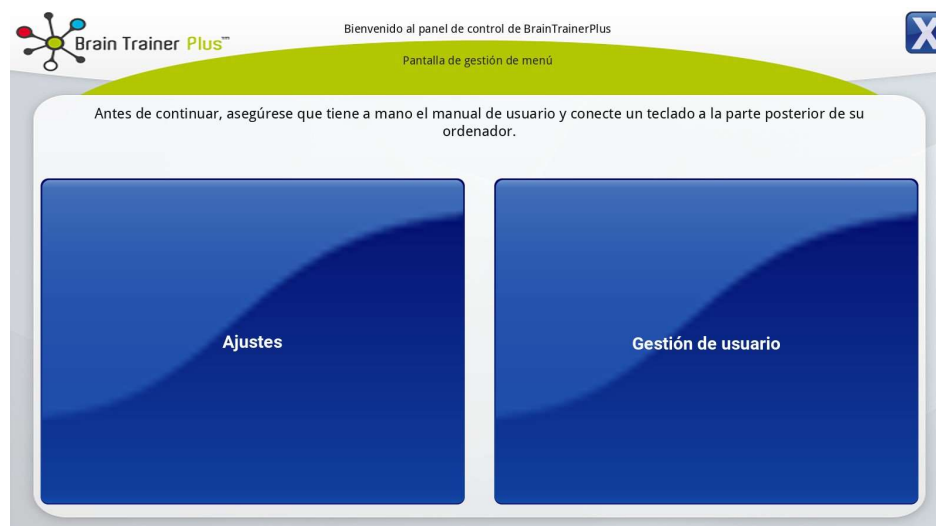 Brain Trainer Plus™
Bienvenido al panel de control de BrainTrainerPlus
X
Pantalla de gestión de menú
Antes de continuar, asegúrese que tiene a mano el manual de usuario y conecte un teclado a la parte posterior de su
ordenador.
Ajustes
Gestión de usuario